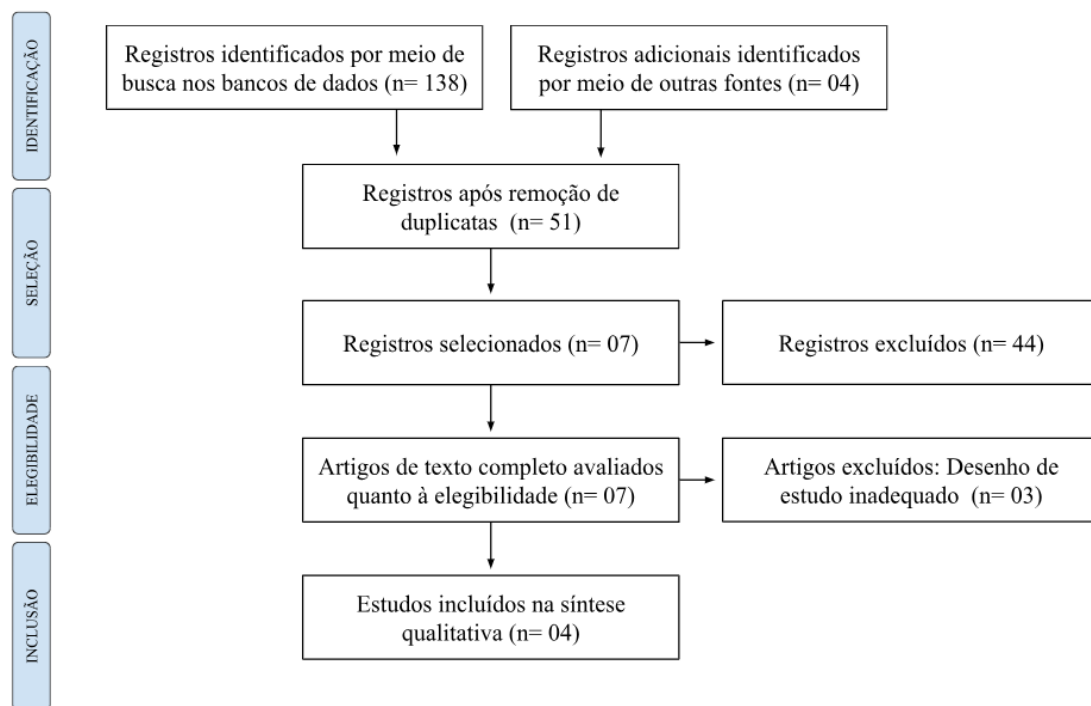 IDENTIFICAÇÃO
Registros identificados por meio de
busca nos bancos de dados (n= 138)
Registros adicionais identificados
por meio de outras fontes (n= 04)
SELEÇÃO
Registros após remoção de
duplicatas (n= 51)
Registros selecionados (n= 07)
Registros excluídos (n= 44)
ELEGIBILIDADE
Artigos de texto completo avaliados
quanto à elegibilidade (n= 07)
Artigos excluídos: Desenho de
estudo inadequado (n= 03)
INCLUSÃO
Estudos incluídos na síntese
qualitativa (n= 04)